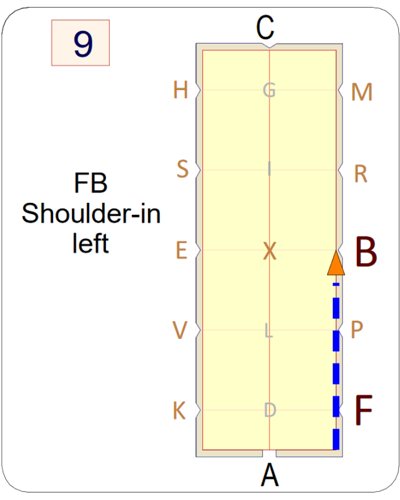 9
C
H G M
S I R
FB
Shoulder-in
left
E X B
V L P
K D F
A